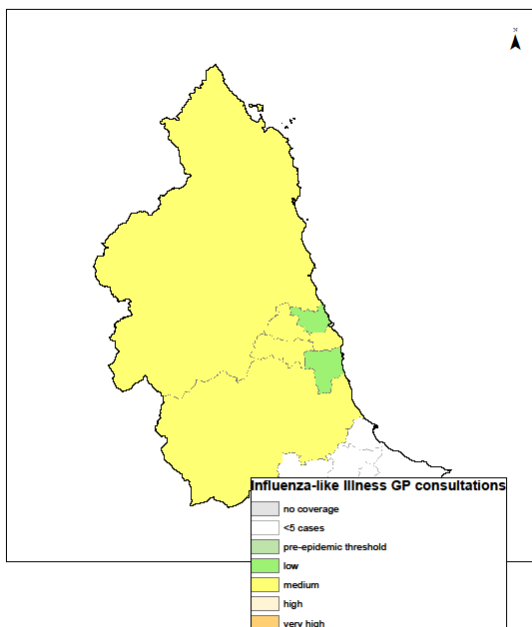 Influenza-like Illness GP consultations
no coverage
<5 cases
pre-epidemic threshold
low
medium
high
very high